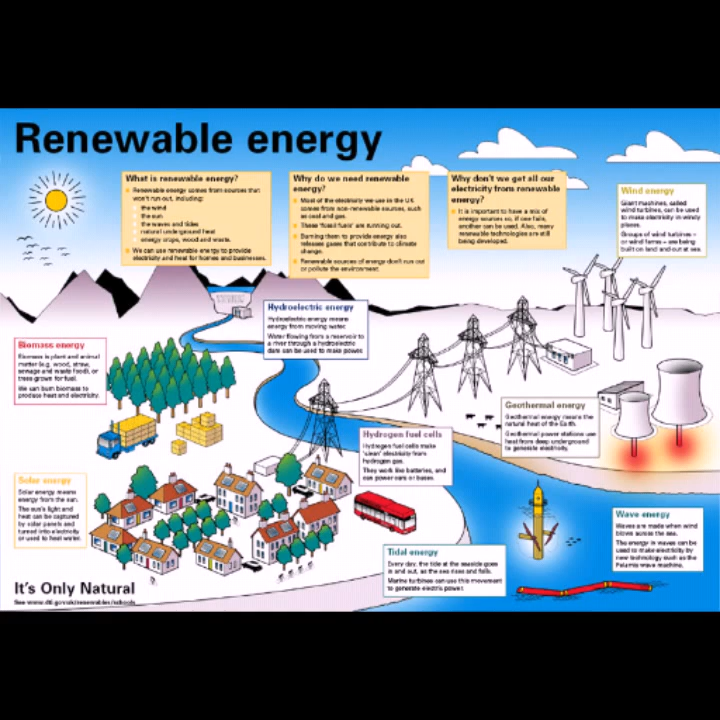 Renewable energy
What is renewable energy?
Renewable energy comes from sources that
won't run out, including:
the wind
the sun
the waves and tides
natural underground heat
energy crops, wood and waste.
We can use renewable energy to provide
electricity and heat for homes and businesses.
Why do we need renewable
energy?
Most of the electricity we use in the UK
comes from non-renewable sources, such
as coal and gas.
These 'fossil fuels' are running out.
Burning them to provide energy also
releases gases that contribute to climate
change.
Renewable sources of energy don't run out
or pollute the environment.
Why don't we get all our
electricity from renewable
energy?
It is important to have a mix of
energy sources so, if one fails,
another can be used. Also, many
renewable technologies are still
being developed.
Wind energy
Giant machines, called
wind turbines, can be used
to make electricity in windy
places.
Groups of wind turbines –
or wind farms – are being
built on land and out at sea.
Hydroelectric energy
Hydroelectric energy means
energy from moving water.
Water flowing from a reservoir to
a river through a hydroelectric
dam can be used to make power.
Biomass energy
Biomass is plant and animal
matter (e.g. wood, straw,
sewage and waste food), or
trees grown for fuel.
We can burn biomass to
produce heat and electricity.
Geothermal energy
Geothermal energy means the
natural heat of the Earth.
Geothermal power stations use
heat from deep underground
to generate electricity.
Hydrogen fuel cells
Hydrogen fuel cells make
'clean' electricity from
hydrogen gas.
They work like batteries, and
can power cars or buses.
Solar energy
Solar energy means
energy from the sun.
The sun's light and
heat can be captured
by solar panels and
turned into electricity
or used to heat water.
Wave energy
Waves are made when wind
blows across the sea.
The energy in waves can be
used to make electricity by
new technology such as the
Pelamis wave machine.
Tidal energy
Every day, the tide at the seaside goes
in and out, as the sea rises and falls.
Marine turbines can use this movement
to generate electric power.
It's Only Natural
See www.dti.gov.uk/renewables/schools